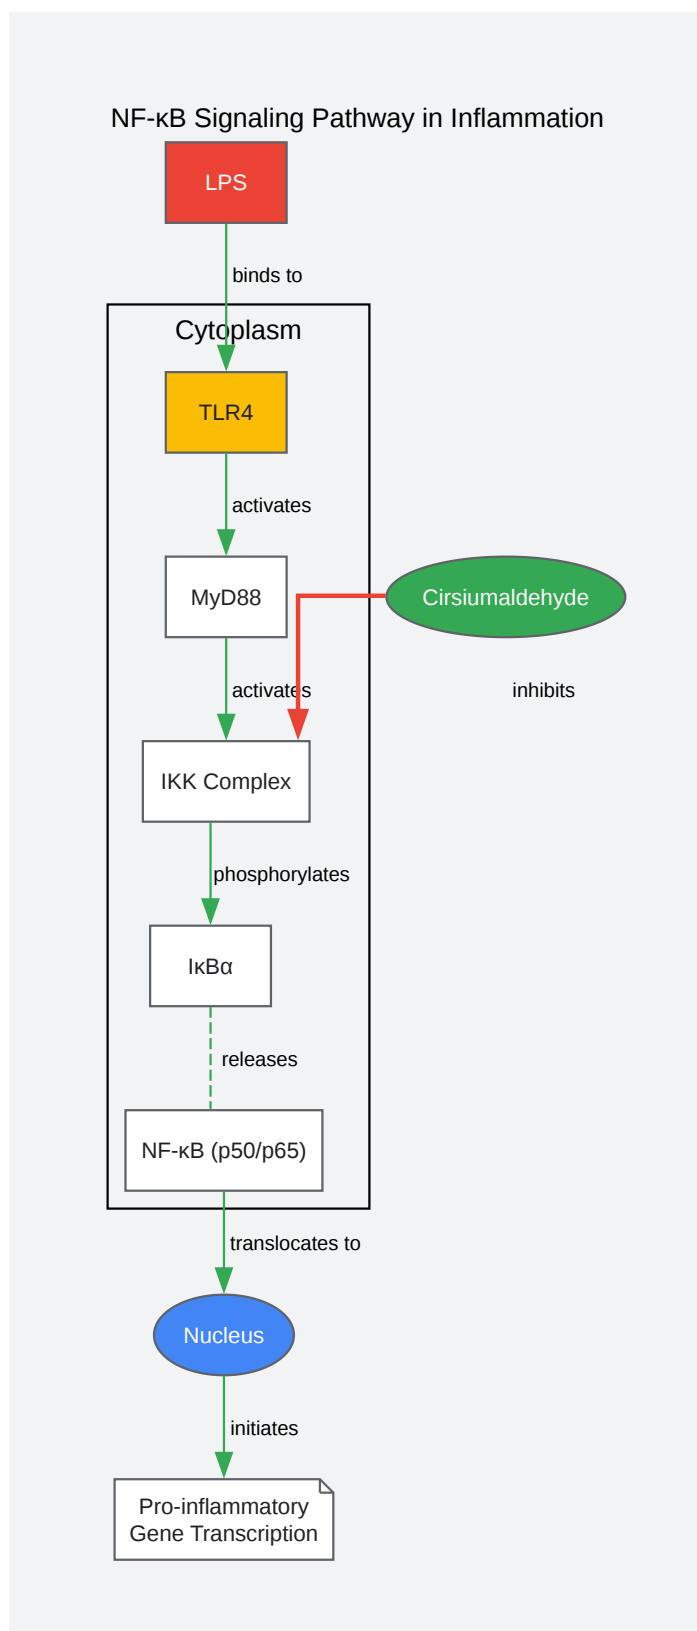 NF-κB Signaling Pathway in Inflammation
LPS
binds to
Cytoplasm
TLR4
activates
MyD88
Cirsiumaldehyde
activates
inhibits
IKK Complex
phosphorylates
IκBα
releases
NF-κB (p50/p65)
translocates to
Nucleus
initiates
Pro-inflammatory
Gene Transcription